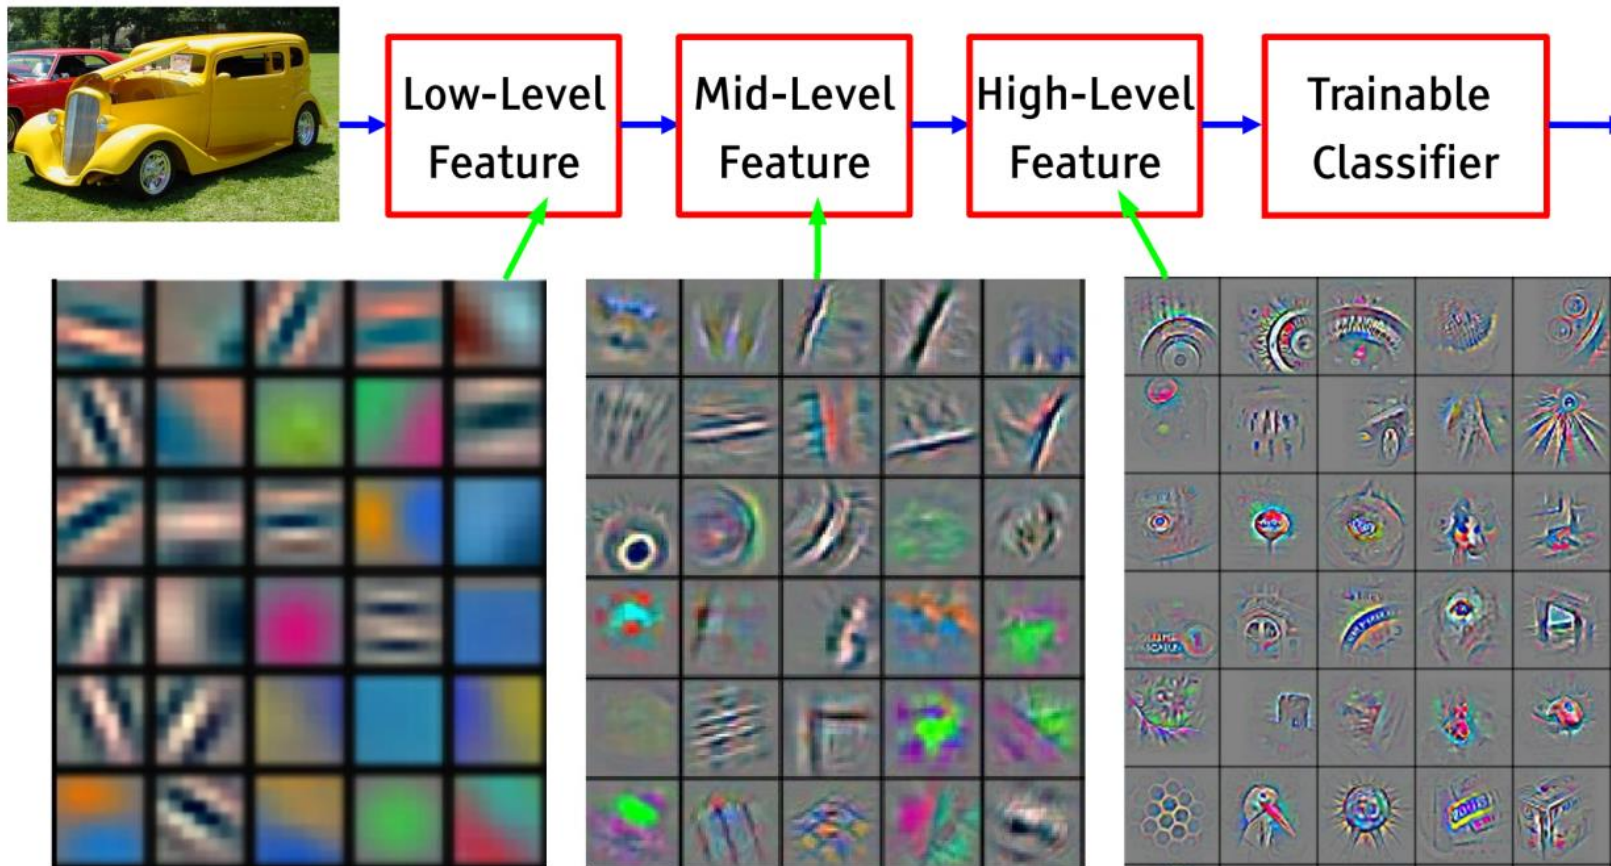 Low-Level
Feature
Mid-Level
Feature
High-Level
Feature
Trainable
Classifier